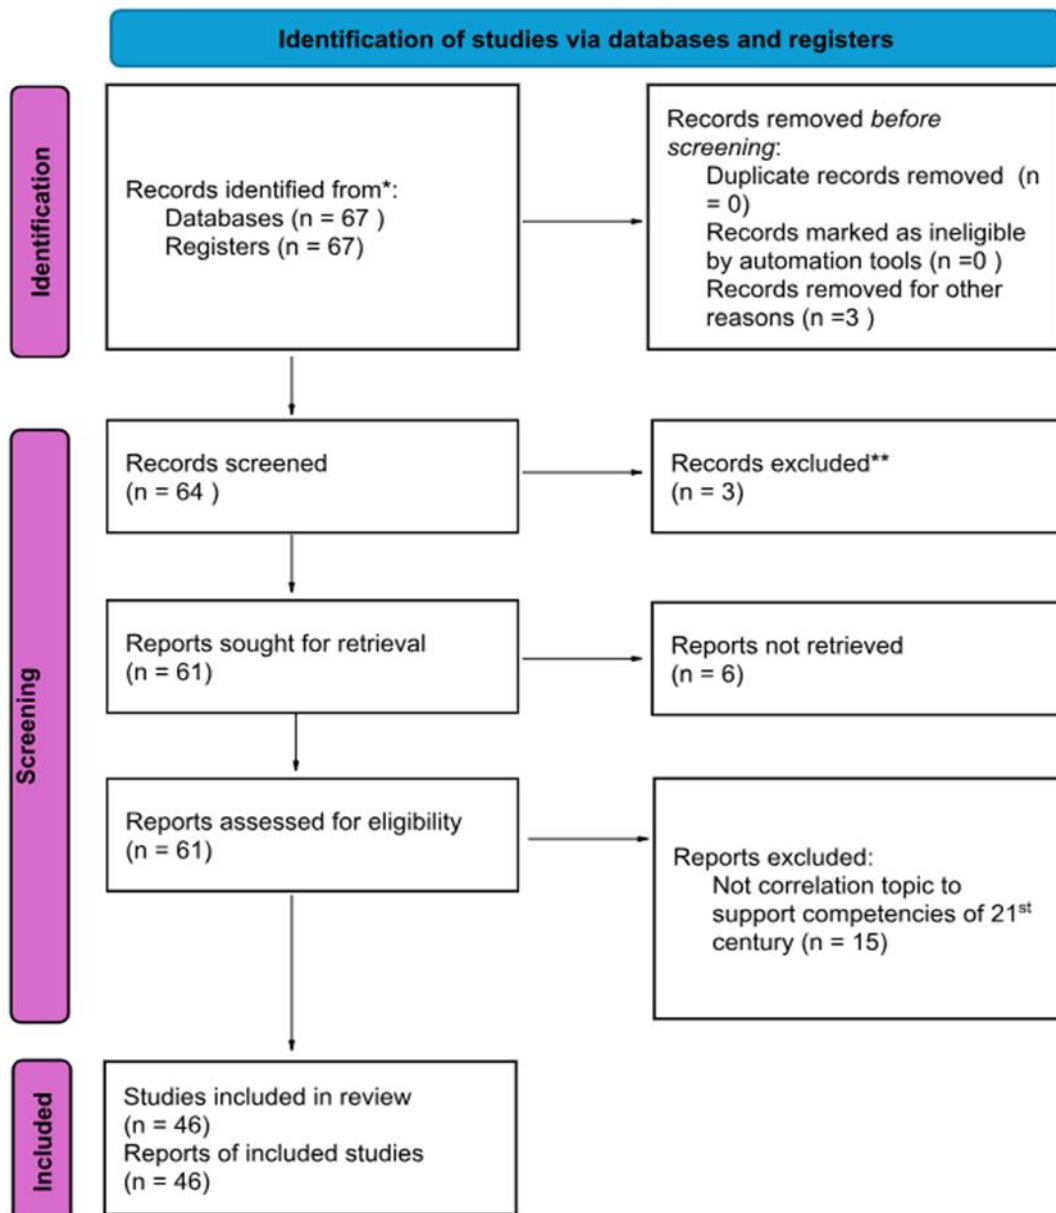 Identification of studies via databases and registers
Identification
Records identified from*:
Databases (n = 67 )
Registers (n = 67)
Records removed before
screening:
Duplicate records removed  (n
= 0)
Records marked as ineligible
by automation tools (n =0 )
Records removed for other
reasons (n =3 )
Screening
Records screened
(n = 64 )
Records excluded**
(n = 3)
Reports sought for retrieval
(n = 61)
Reports not retrieved
(n = 6)
Reports assessed for eligibility
(n = 61)
Reports excluded:
Not correlation topic to
support competencies of 21st
century (n = 15)
Included
Studies included in review
(n = 46)
Reports of included studies
(n = 46)